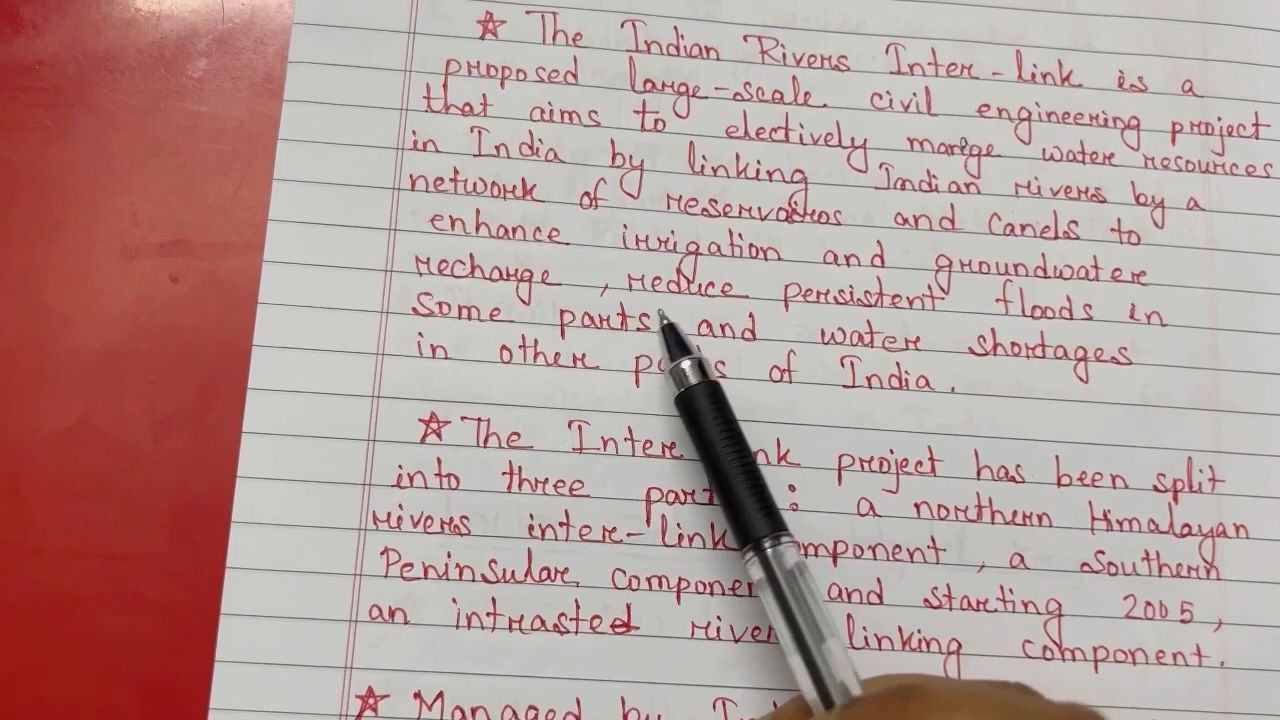 ☆ The Indian Rivers Inter-link is a
proposed large-scale civil engineering project
that aims to electively manege water resources
in India by linking Indian rivers by a
network of and Canels to
enhance irrigation and groundwater
recharge, reduce persistent floods in
Some parts and water shortages
in other of India.
☆ The Inter project has been split
into three : a northern Himalayan
rivers inter-link , a Southern
Peninsular and starting 2005,
an intrasted linking component.
☆ Managed by